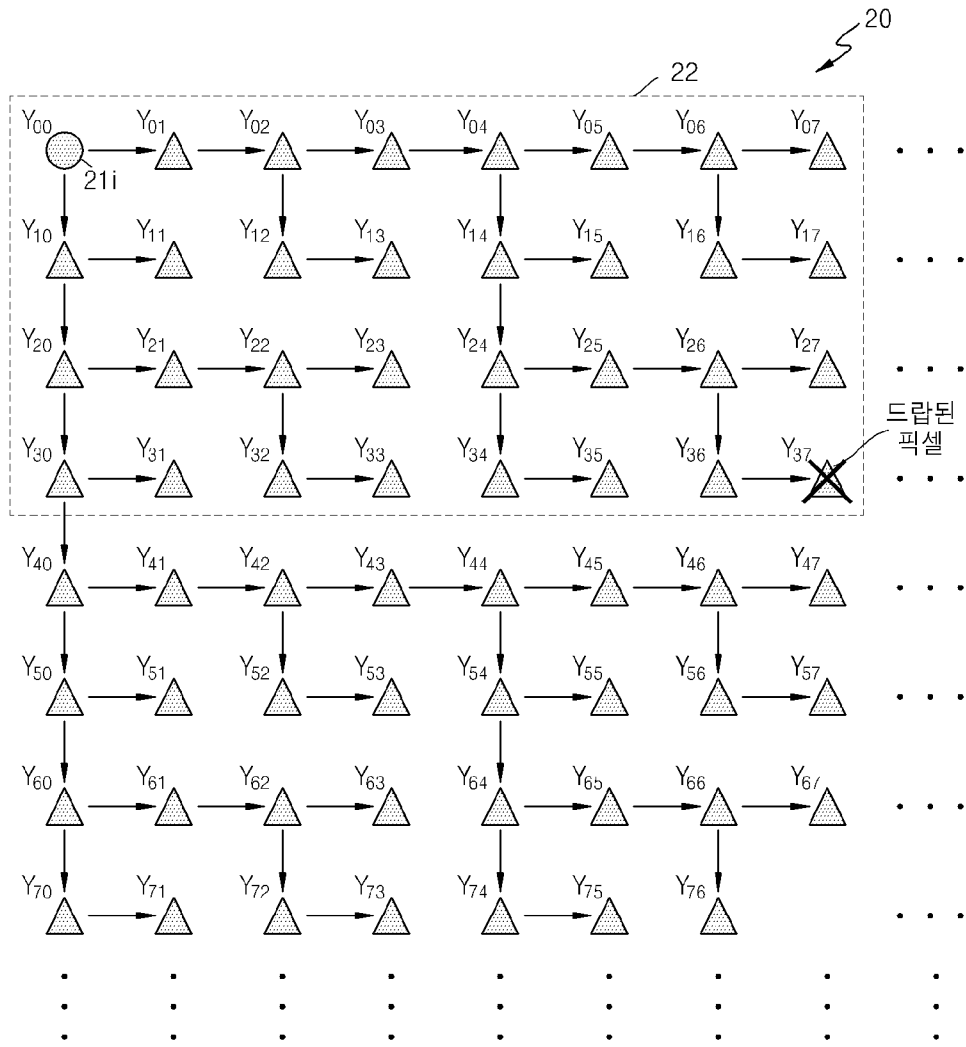 20
22
Y00 Y01 Y02 Y03 Y04 Y05 Y06 Y07
21i
Y10 Y11 Y12 Y13 Y14 Y15 Y16 Y17
Y20 Y21 Y22 Y23 Y24 Y25 Y26 Y27
드랍된
픽셀
Y30 Y31 Y32 Y33 Y34 Y35 Y36 Y37
Y40 Y41 Y42 Y43 Y44 Y45 Y46 Y47
Y50 Y51 Y52 Y53 Y54 Y55 Y56 Y57
Y60 Y61 Y62 Y63 Y64 Y65 Y66 Y67
Y70 Y71 Y72 Y73 Y74 Y75 Y76